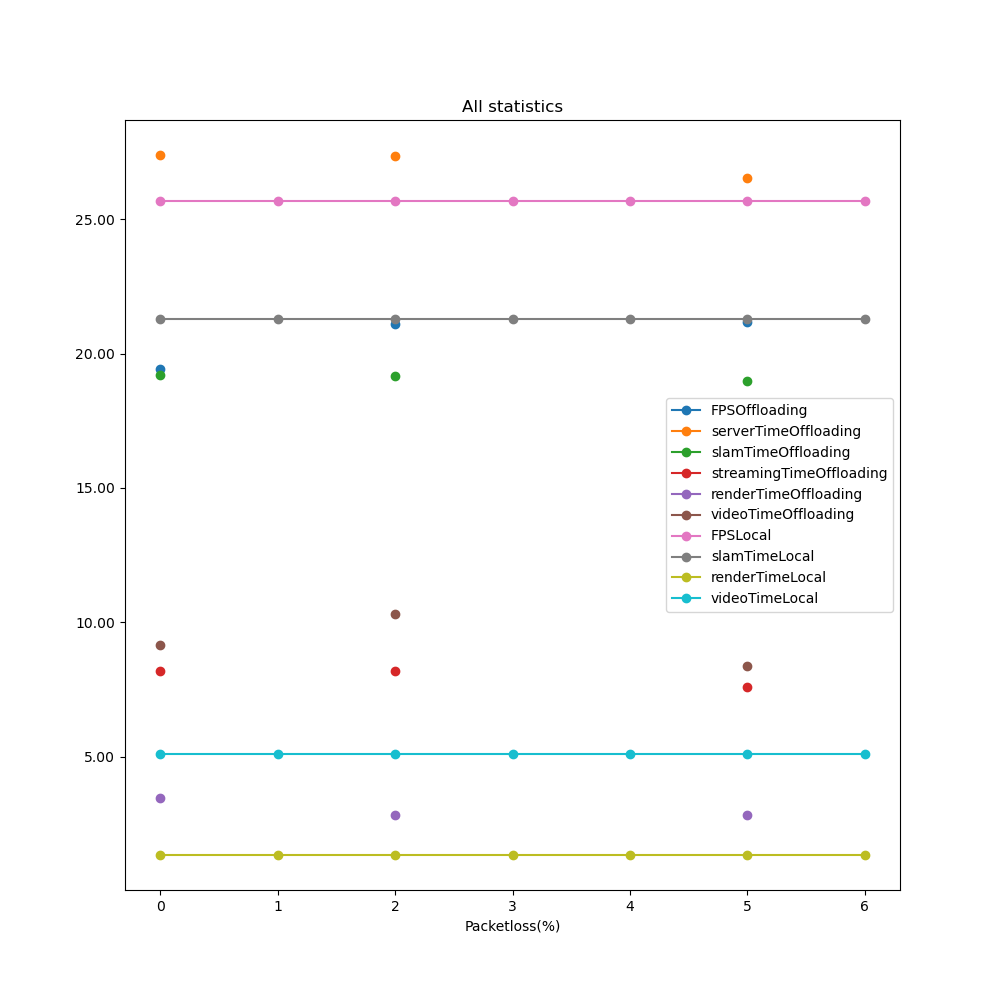 All statistics
25.00
20.00
15.00
10.00
5.00
FPSOffloading
serverTimeOffloading
slamTimeOffloading
streamingTimeOffloading
renderTimeOffloading
videoTimeOffloading
FPSLocal
slamTimeLocal
renderTimeLocal
videoTimeLocal
0 1 2 3 4 5 6
Packetloss(%)